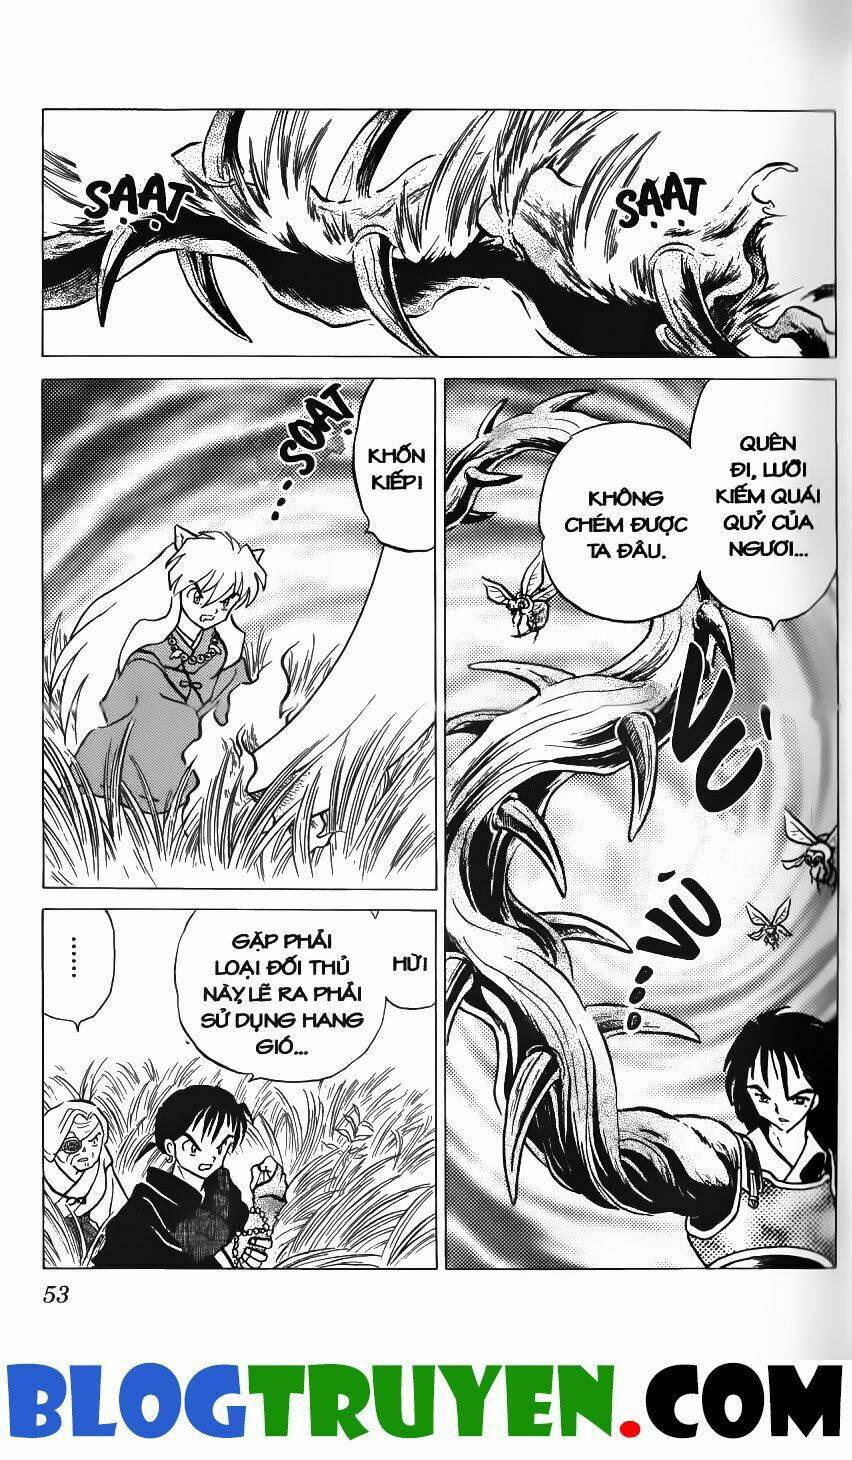 SẠẠT
SẠẠT
QUÊN
ĐI, LƯỠI
KIẾM QUÁI
QUỶ CỦA
NGƯƠI...
KHÔNG
CHÉM ĐƯỢC
TA ĐÂU.
VÚ
VÙ
KHỐN
KIẾP!
SOẠT
HỪ!
GẶP PHẢI
LOẠI ĐỐI THỦ
NÀY, LẼ RA PHẢI
SỬ DỤNG HANG
GIÓ...
......
53
BLOGTRUYEN.COM